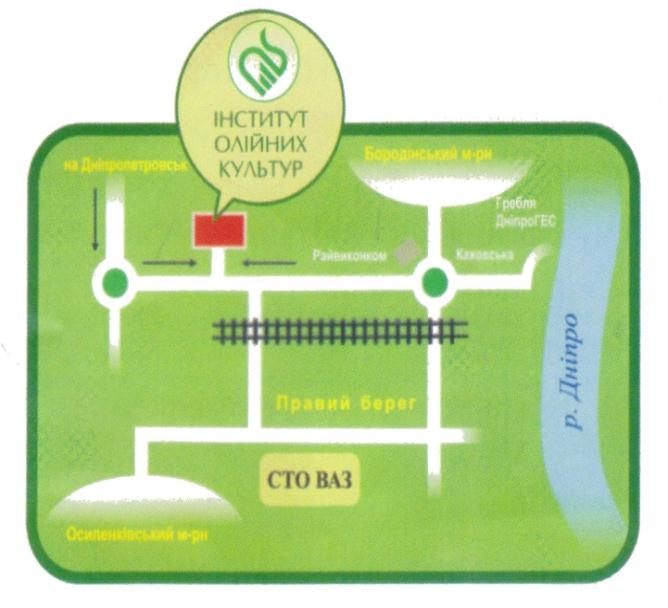 ІНСТИТУТ
ОЛІЙНИХ
КУЛЬТУР
на Дніпропетровськ
Бородінський м-рн
Гребля
ДніпроГЕС
Райвиконком
Каховська
р. Дніпро
Правий берег
СТО ВАЗ
Осипенківський м-рн